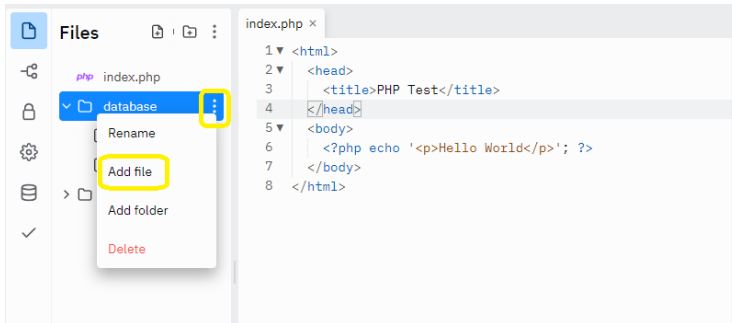 Files
php index.php
database
Rename
Add file
Add folder
Delete
index.php ×
1 <html>
2 <head>
3 <title>PHP Test</title>
4 </head>
5 <body>
6 <?php echo '<p>Hello World</p>'; ?>
7 </body>
8 </html>